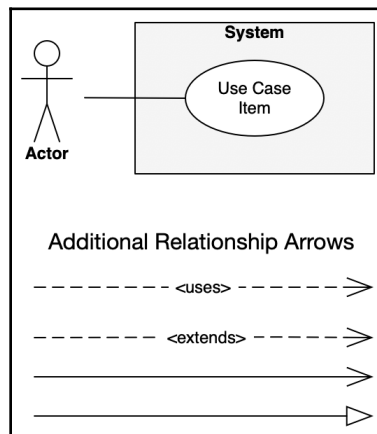 System
Use Case
Item
Actor
Additional Relationship Arrows
<uses>
<extends>